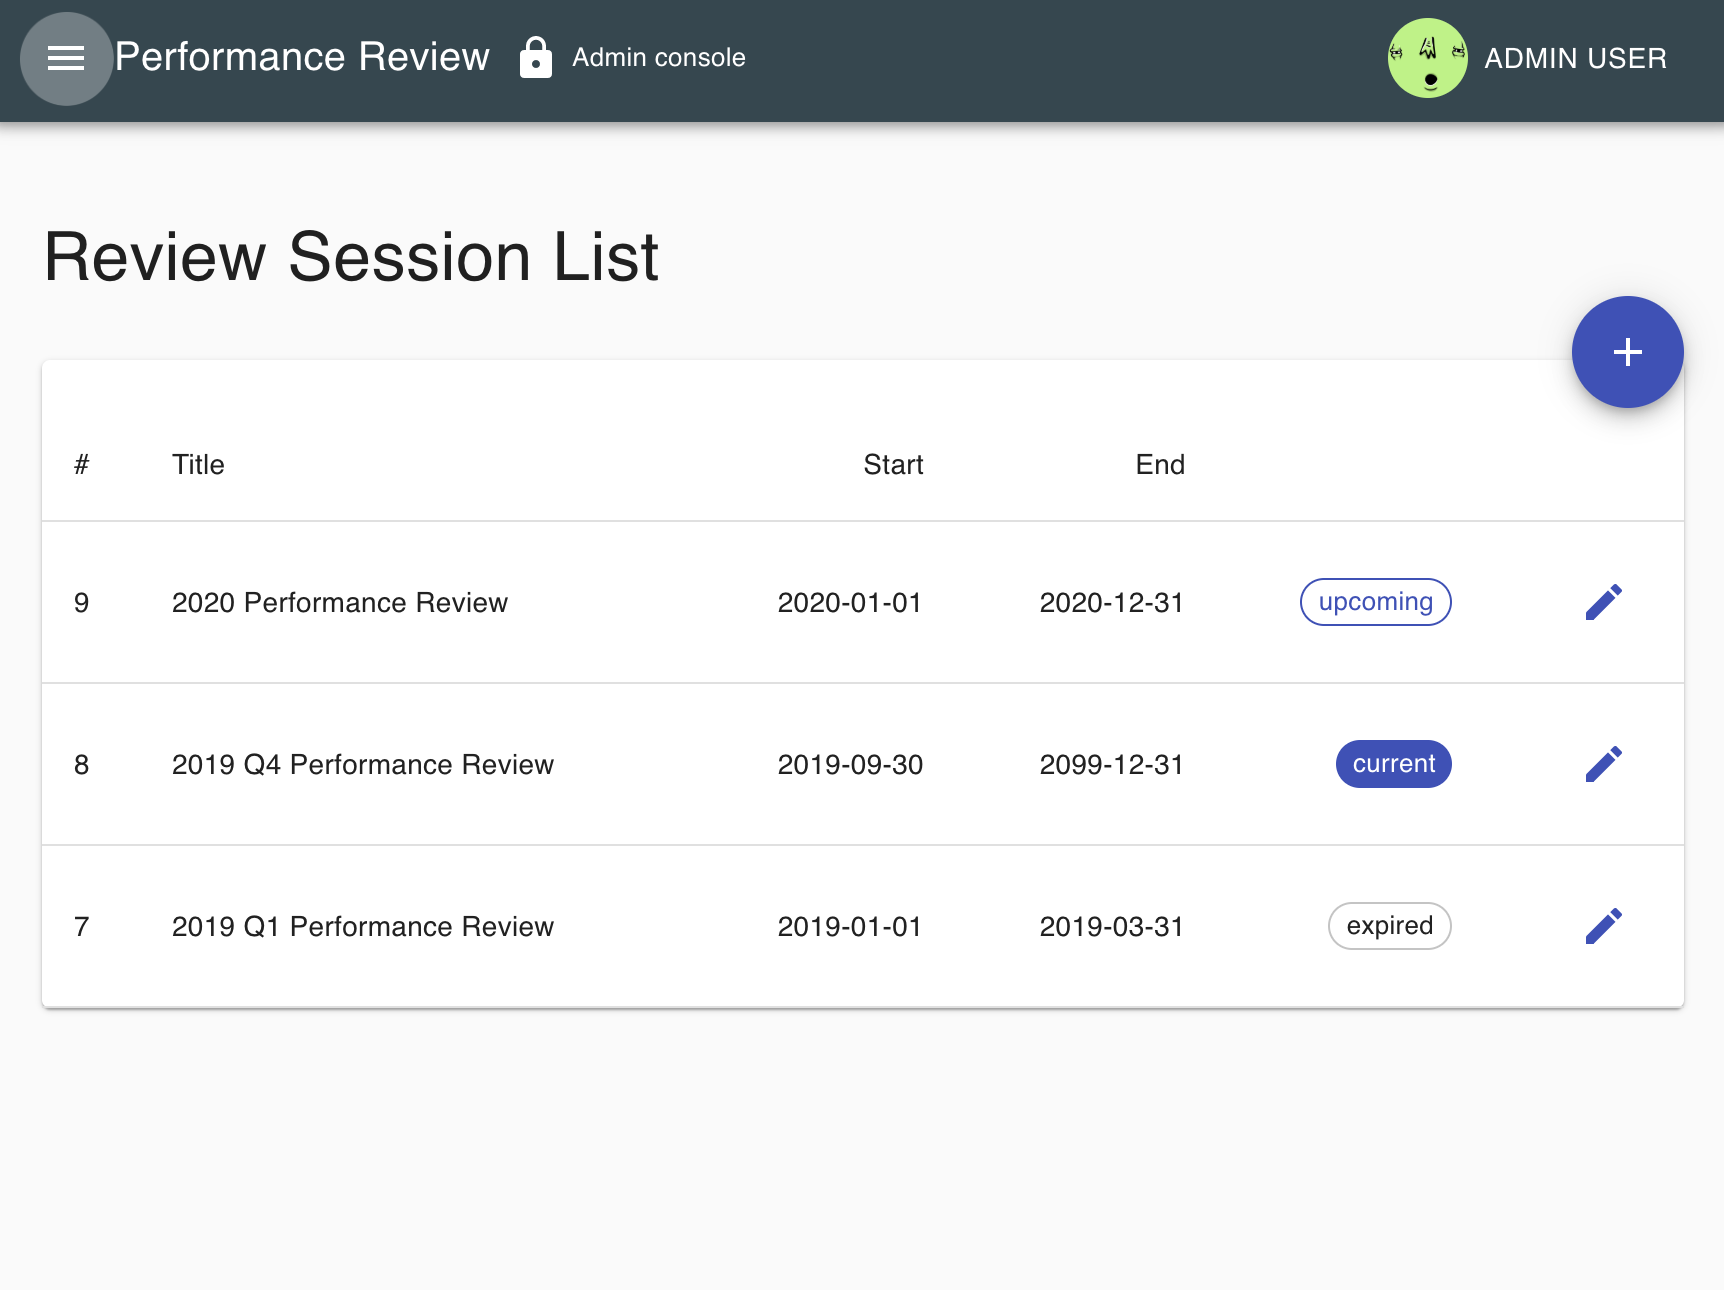 Performance Review Admin console ADMIN USER
Review Session List
# Title Start End
9 2020 Performance Review 2020-01-01 2020-12-31 upcoming
8 2019 Q4 Performance Review 2019-09-30 2099-12-31 current
7 2019 Q1 Performance Review 2019-01-01 2019-03-31 expired